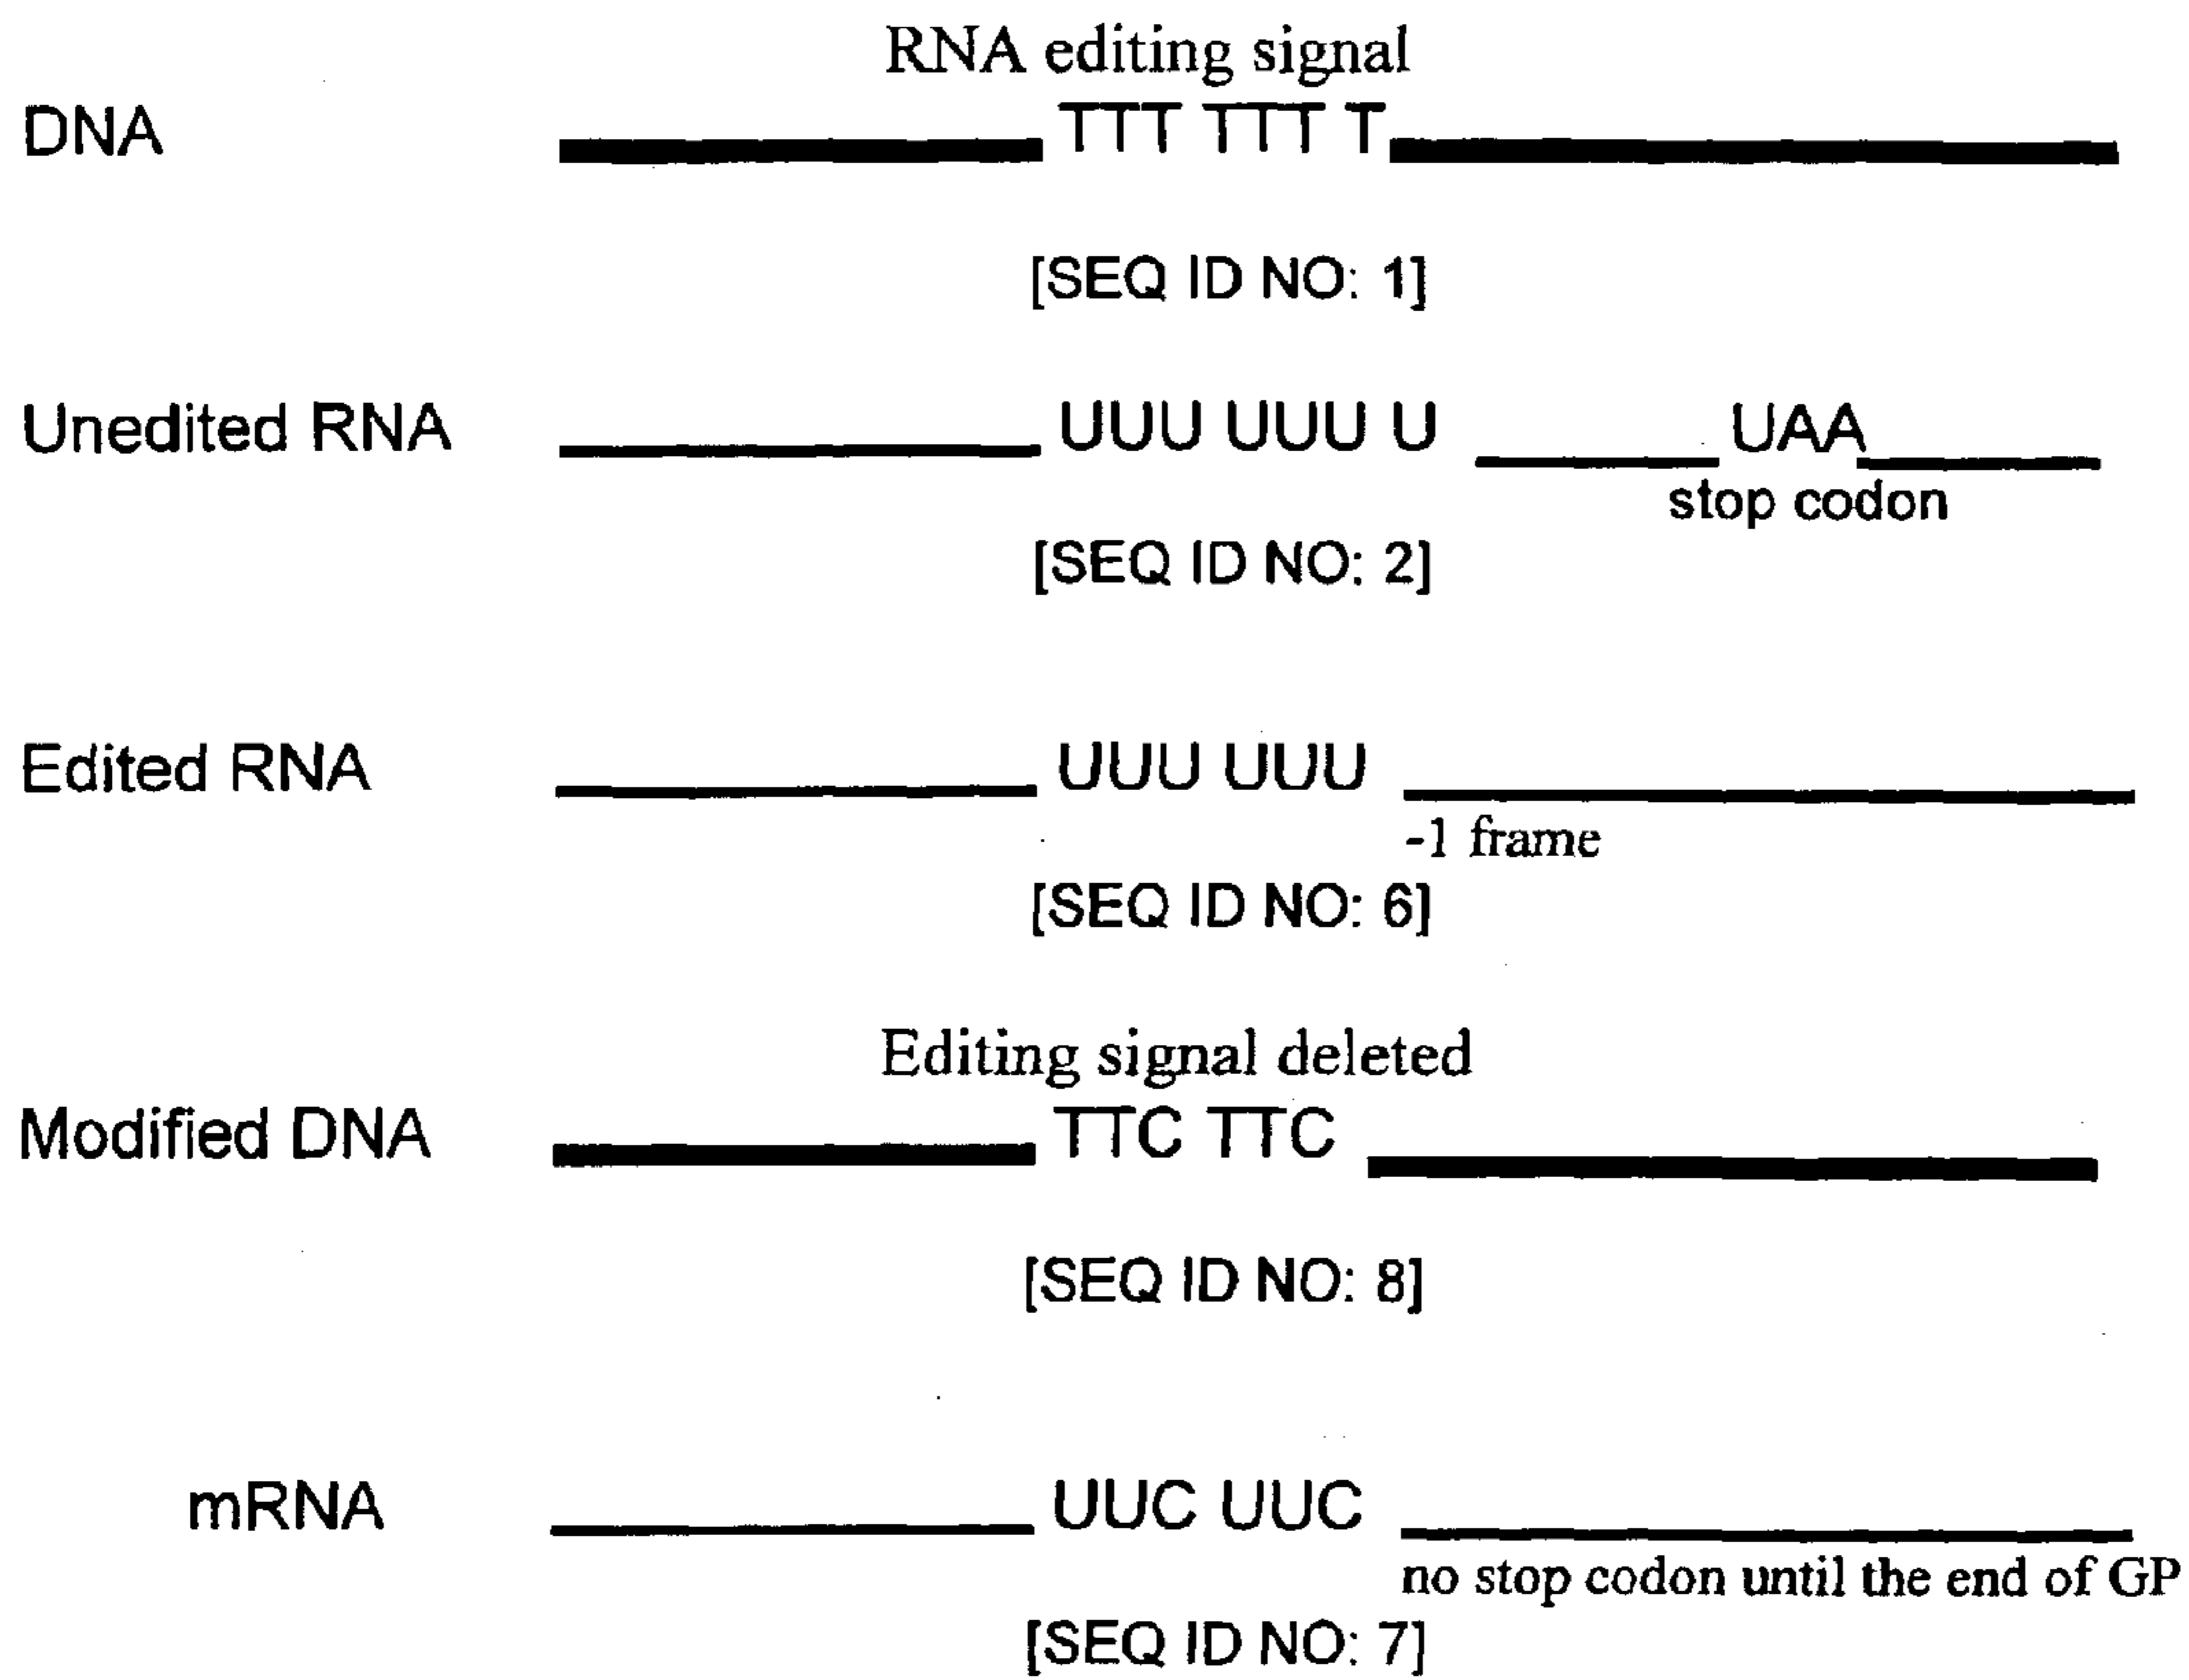 RNA editing signal
DNA TTT TTT T
[SEQ ID NO: 1]
Unedited RNA UUU UUU U UAA
stop codon
[SEQ ID NO: 2]
Edited RNA UUU UUU
-1 frame
[SEQ ID NO: 6]
Editing signal deleted
Modified DNA TTC TTC
[SEQ ID NO: 8]
mRNA UUC UUC
no stop codon until the end of GP
[SEQ ID NO: 7]